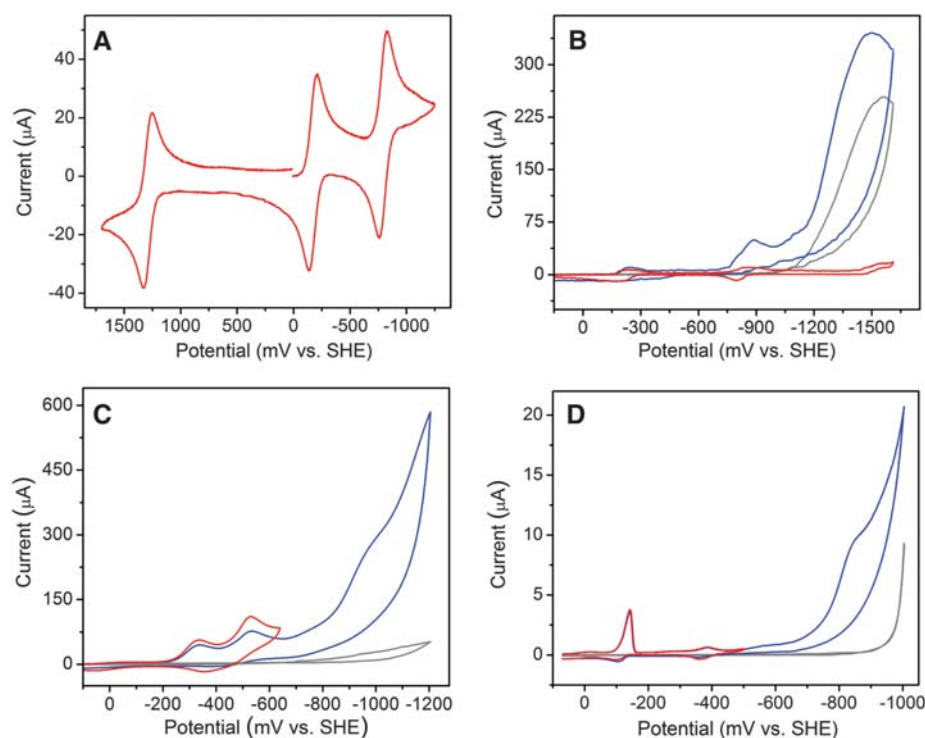 A
40
20
0
-20
-40
Current (μA)
1500 1000 500 0 -500 -1000
Potential (mV vs. SHE)
B
300
225
150
75
0
Current (μA)
0 -300 -600 -900 -1200 -1500
Potential (mV vs. SHE)
C
600
450
300
150
0
Current (μA)
0 -200 -400 -600 -800 -1000 -1200
Potential (mV vs. SHE)
D
20
15
10
5
0
Current (μA)
0 -200 -400 -600 -800 -1000
Potential (mV vs. SHE)